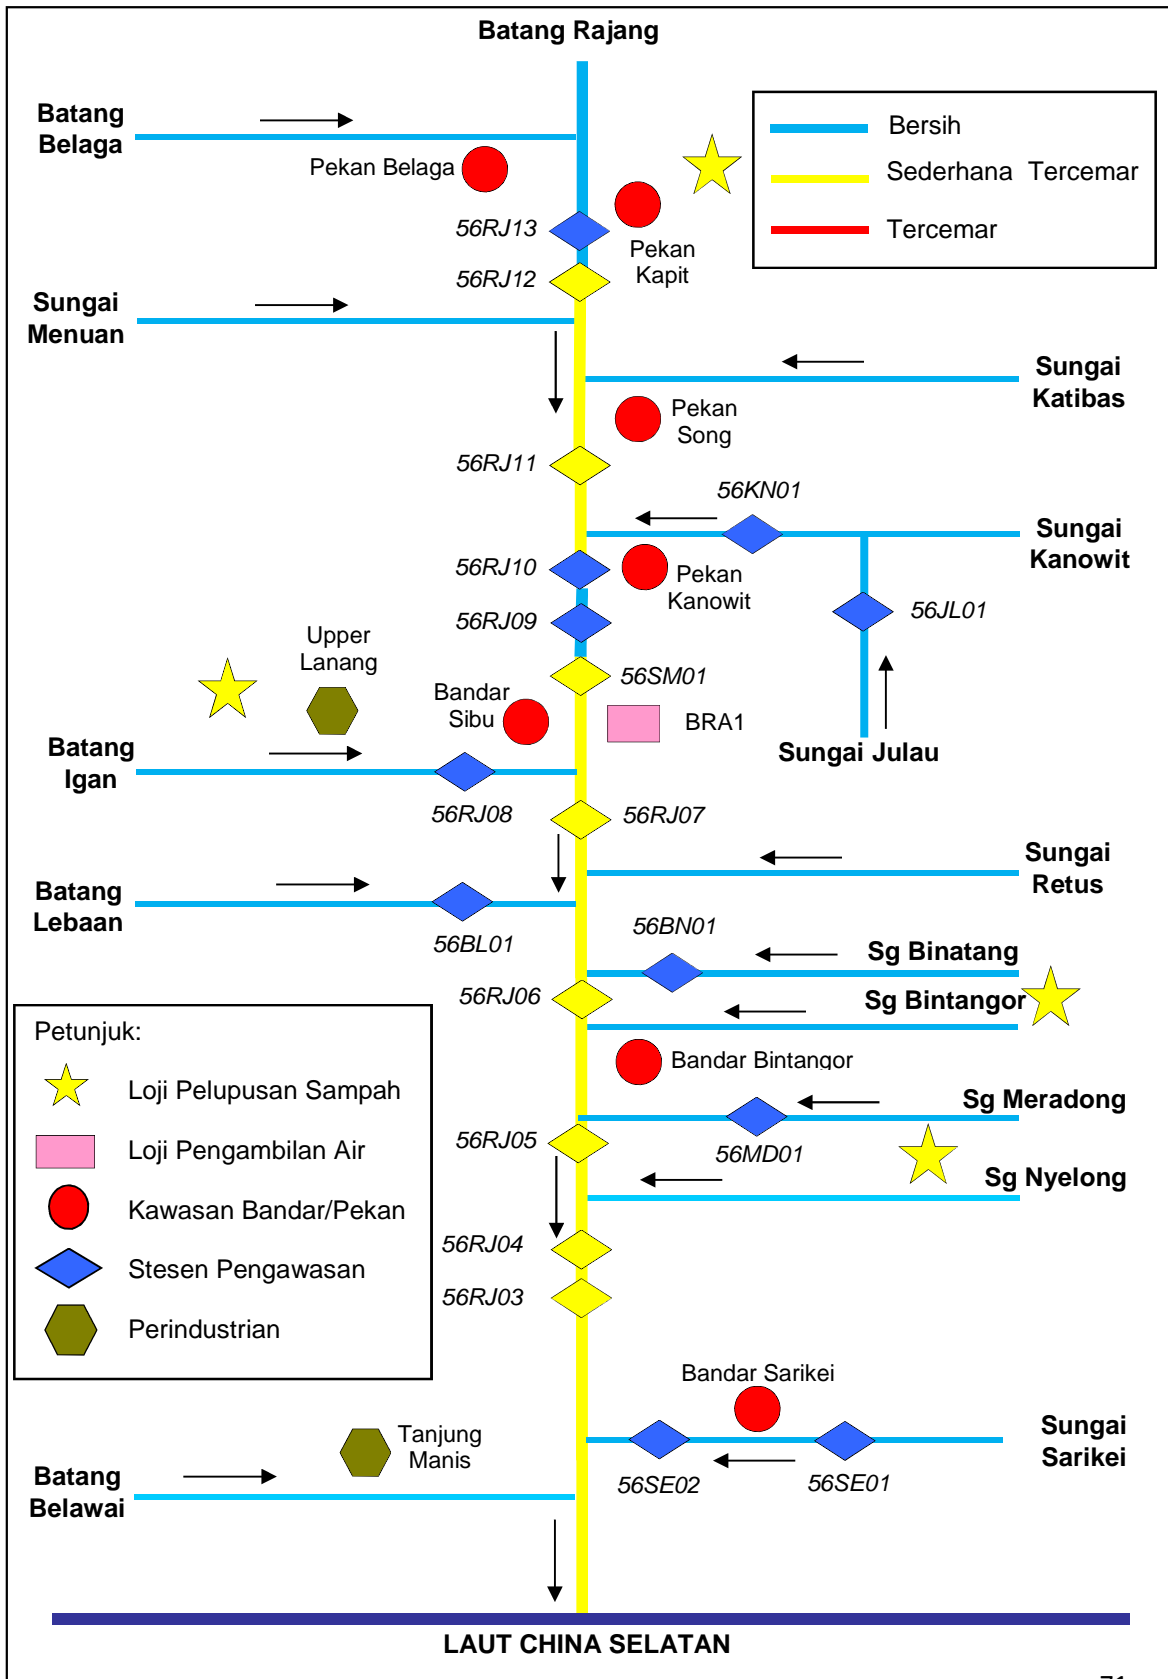 Batang Rajang
Batang
Belaga
Bersih
Sederhana Tercemar
Tercemar
Pekan Belaga
56RJ13
Pekan
Kapit
56RJ12
Sungai
Menuan
Sungai
Katibas
Pekan
Song
56RJ11
56KN01
Sungai
Kanowit
56RJ10
Pekan
Kanowit
56RJ09
56JL01
Upper
Lanang
56SM01
Bandar
Sibu
BRA1
Batang
Igan
Sungai Julau
56RJ08
56RJ07
Sungai
Retus
Batang
Lebaan
56BL01
56BN01
Sg Binatang
56RJ06
Sg Bintangor
Petunjuk:
Loji Pelupusan Sampah
Loji Pengambilan Air
Kawasan Bandar/Pekan
Stesen Pengawasan
Perindustrian
Bandar Bintangor
Sg Meradong
56RJ05
56MD01
Sg Nyelong
56RJ04
56RJ03
Bandar Sarikei
Sungai
Sarikei
56SE02
56SE01
Tanjung
Manis
Batang
Belawai
LAUT CHINA SELATAN